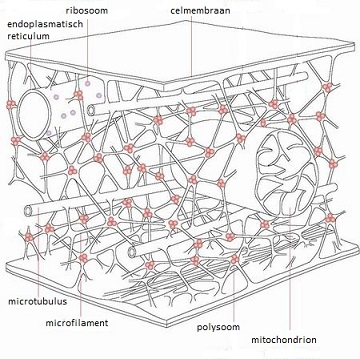 ribosoom
celmembraan
endoplasmatisch
reticulum
microtubulus
microfilament
polysoom
mitochondrion